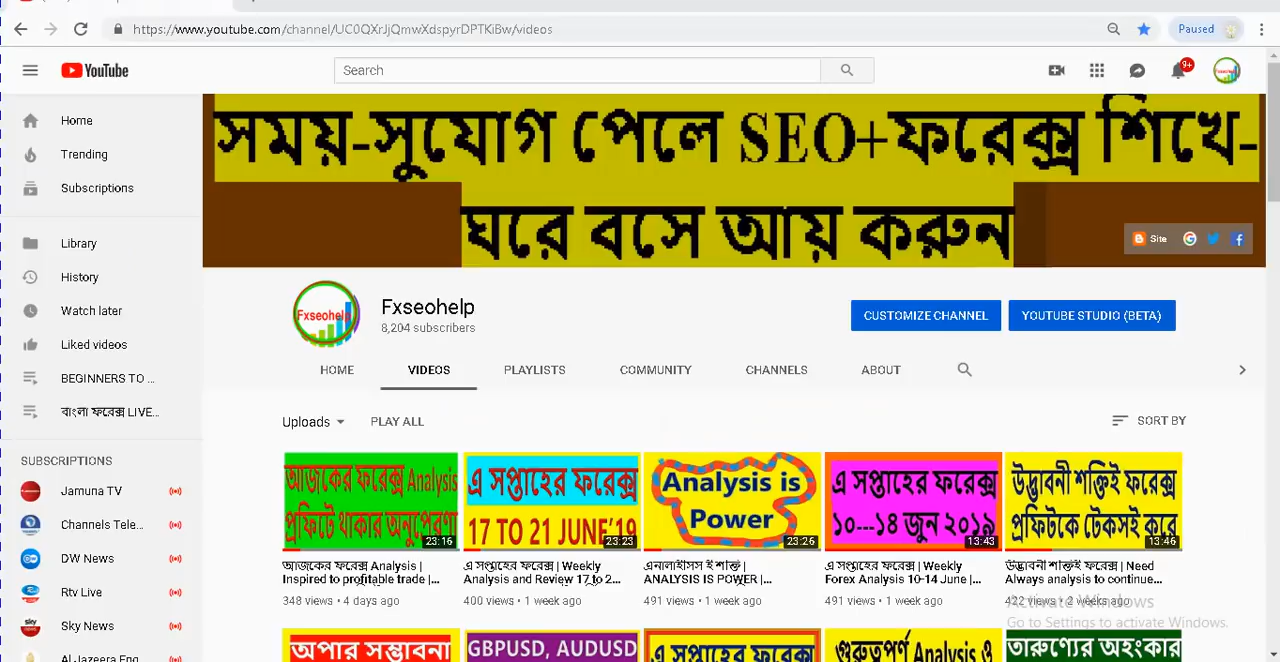 https://www.youtube.com/channel/UC0QXrJjQmwXdspyrDPTKiBw/videos
Paused
YouTube
Search
9+
Home
Trending
Subscriptions
Library
History
Watch later
Liked videos
BEGINNERS TO ...
বাংলা ফরেক্স LIVE...
SUBSCRIPTIONS
Jamuna TV
Channels Tele...
DW News
Rtv Live
Sky News
Al Jazeera Eng...
সময়-সুযোগ পেলে SEO+ফরেক্স শিখে-
ঘরে বসে আয় করুন
Site
Fxseohelp
Fxseohelp
8,204 subscribers
CUSTOMIZE CHANNEL
YOUTUBE STUDIO (BETA)
HOME VIDEOS PLAYLISTS COMMUNITY CHANNELS ABOUT
Uploads PLAY ALL SORT BY
আজকের ফরেক্স Analysis
প্রফিটে থাকার অনুপেরণা
23:16
আজকের ফরেক্স Analysis |
Inspired to profitable trade |...
348 views • 4 days ago
এ সপ্তাহের ফরেক্স
17 TO 21 JUNE'19
23:23
এ সপ্তাহের ফরেক্স | Weekly
Analysis and Review 17 to 2...
400 views • 1 week ago
Analysis is
Power
23:26
এনালাইসিস ই শক্তি |
ANALYSIS IS POWER |...
491 views • 1 week ago
এ সপ্তাহের ফরেক্স
১০---১৪ জুন ২০১৯
13:43
এ সপ্তাহের ফরেক্স | Weekly
Forex Analysis 10-14 June |...
491 views • 1 week ago
উদ্ভাবনী শক্তিই ফরেক্স
প্রফিটকে টেকসই করে
13:46
উদ্ভাবনী শক্তিই ফরেক্স | Need
Always analysis to continue...
422 views • 2 weeks ago
Activate Windows
Go to Settings to activate Windows.
অপার সম্ভাবনা
GBPUSD, AUDUSD
এ সপ্তাহের ফরেক্স
গুরুত্বপূর্ণ Analysis ও
তারুণ্যের অহংকার